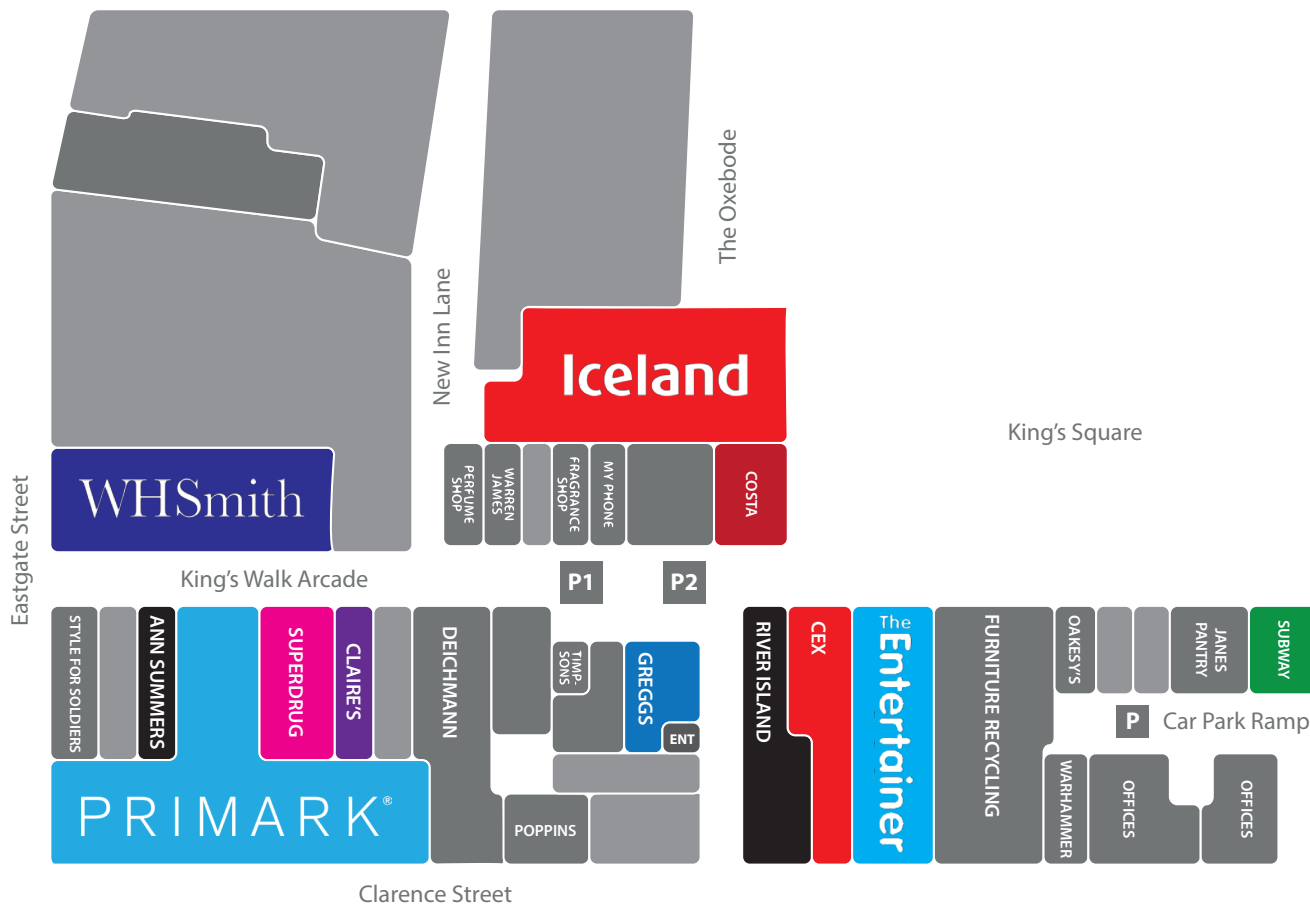 The Oxebode
New Inn Lane
Iceland
King's Square
Eastgate Street
WHSmith
PERFUME
SHOP
WARREN
JAMES
FRAGRANCE
SHOP
MY PHONE
COSTA
King's Walk Arcade
P1
P2
STYLE FOR SOLDIERS
ANN SUMMERS
SUPERDRUG
CLAIRE'S
DEICHMANN
TIMP-
SONS
GREGGS
ENT
RIVER ISLAND
CEX
The
Entertainer
FURNITURE RECYCLING
OAKESY'S
JANES
PANTRY
SUBWAY
P
Car Park Ramp
PRIMARK®
POPPINS
WARHAMMER
OFFICES
OFFICES
Clarence Street